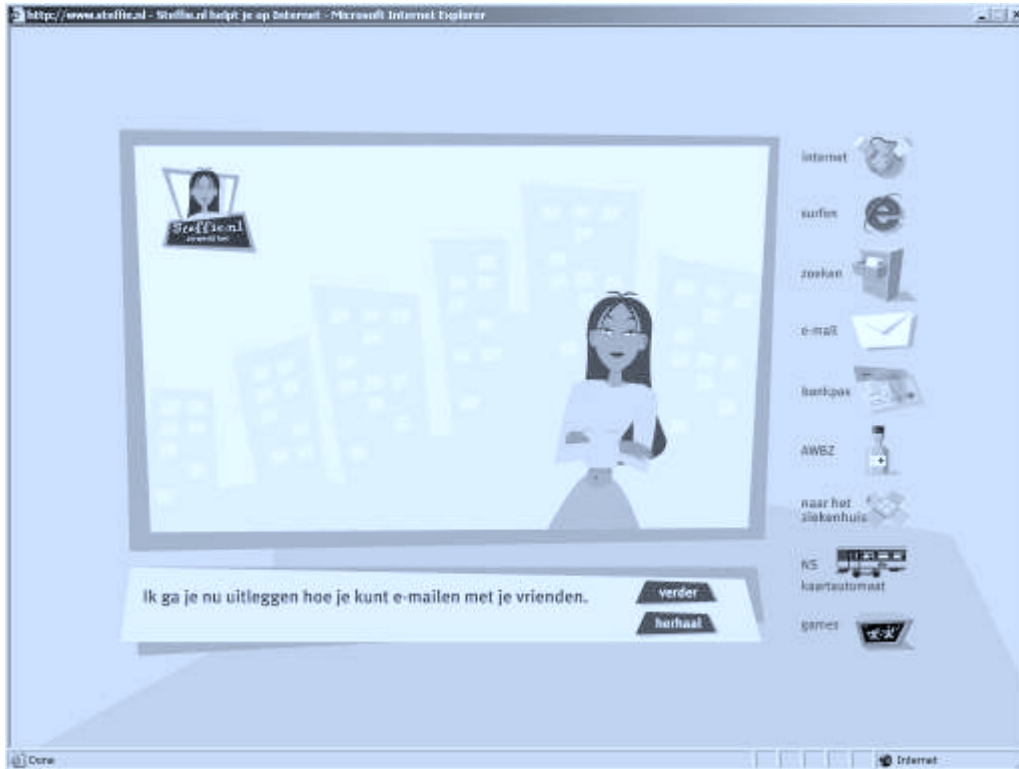 http://www.steffie.nl - Steffie.nl helpt je op Internet - Microsoft Internet Explorer
Steffie.nl
internet
surfen
zoeken
e-mail
bankpas
AWBZ
naar het
ziekenhuis
NS
kaartautomaat
games
Ik ga je nu uitleggen hoe je kunt e-mailen met je vrienden.
verder
herhaal
Done
Internet